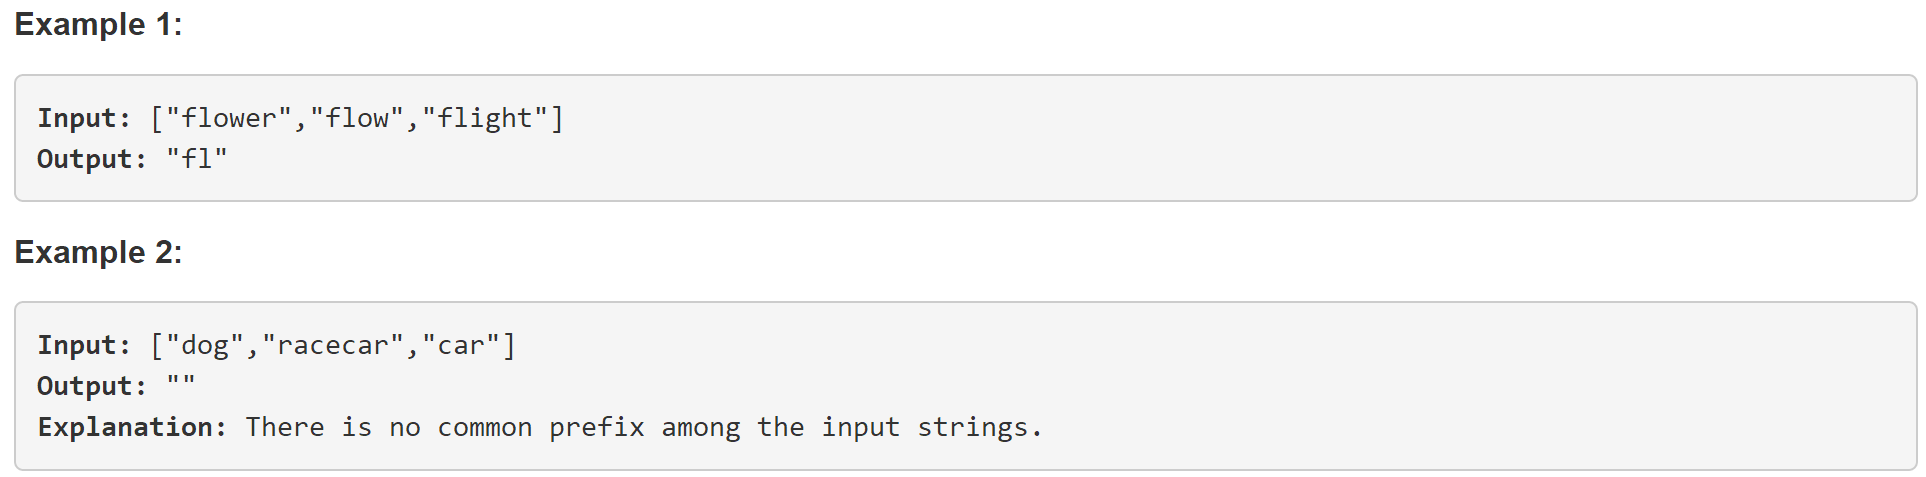 Example 1:
Input: ["flower","flow","flight"]
Output: "fl"
Example 2:
Input: ["dog","racecar","car"]
Output: ""
Explanation: There is no common prefix among the input strings.